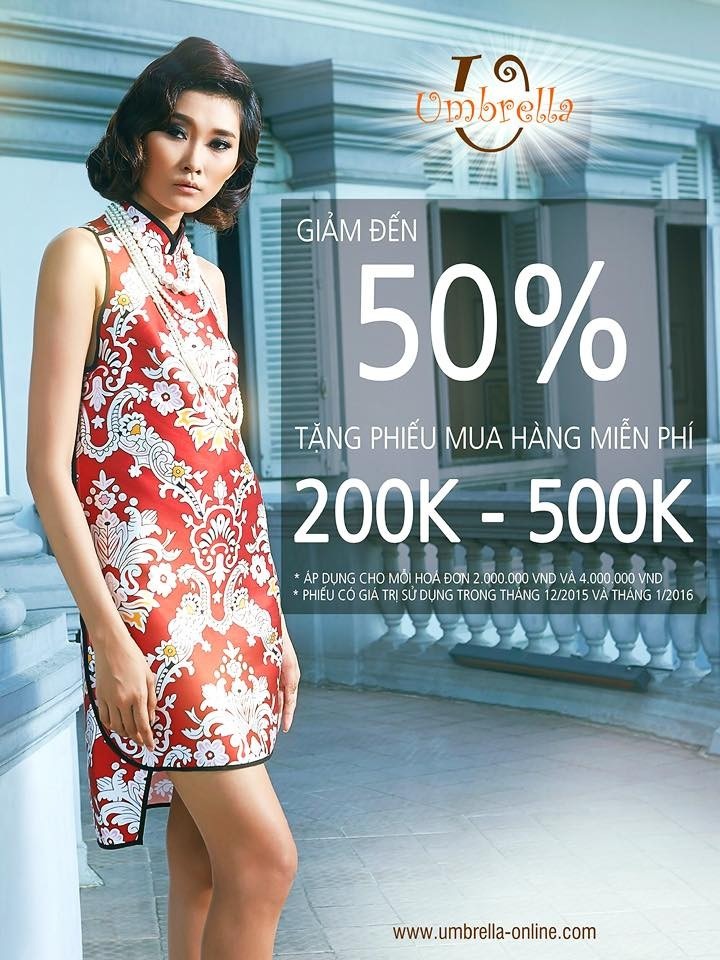 Umbrella
GIẢM ĐẾN
50%
TẶNG PHIẾU MUA HÀNG MIỄN PHÍ
200K - 500K
* ÁP DỤNG CHO MỖI HOÁ ĐƠN 2.000.000 VND VÀ 4.000.000 VND
* PHIẾU CÓ GIÁ TRỊ SỬ DỤNG TRONG THÁNG 12/2015 VÀ THÁNG 1/2016
www.umbrella-online.com